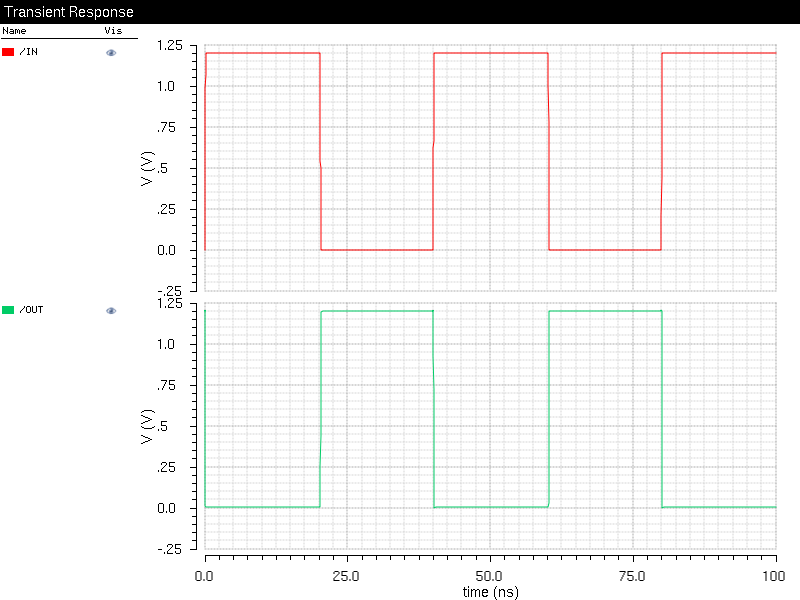 Transient Response
Name Vis
/IN
1.25
1.0
.75
.5
.25
0.0
-.25
V (V)
/OUT
1.25
1.0
.75
.5
.25
0.0
-.25
V (V)
0.0 25.0 50.0 75.0 100
time (ns)